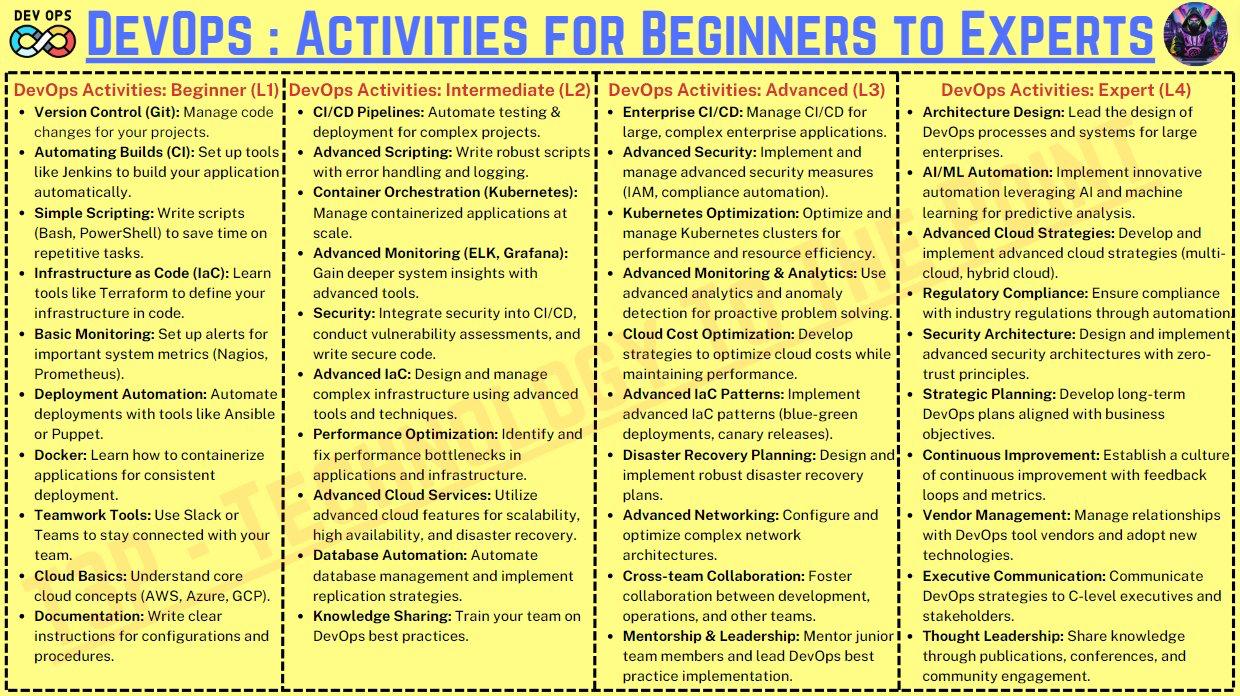 DEV OPS
DevOps : Activities for Beginners to Experts
DevOps Activities: Beginner (L1)
• Version Control (Git): Manage code
changes for your projects.
• Automating Builds (CI): Set up tools
like Jenkins to build your application
automatically.
• Simple Scripting: Write scripts
(Bash, PowerShell) to save time on
repetitive tasks.
• Infrastructure as Code (IaC): Learn
tools like Terraform to define your
infrastructure in code.
• Basic Monitoring: Set up alerts for
important system metrics (Nagios,
Prometheus).
• Deployment Automation: Automate
deployments with tools like Ansible
or Puppet.
• Docker: Learn how to containerize
applications for consistent
deployment.
• Teamwork Tools: Use Slack or
Teams to stay connected with your
team.
• Cloud Basics: Understand core
cloud concepts (AWS, Azure, GCP).
• Documentation: Write clear
instructions for configurations and
procedures.
DevOps Activities: Intermediate (L2)
• CI/CD Pipelines: Automate testing &
deployment for complex projects.
• Advanced Scripting: Write robust scripts
with error handling and logging.
• Container Orchestration (Kubernetes):
Manage containerized applications at
scale.
• Advanced Monitoring (ELK, Grafana):
Gain deeper system insights with
advanced tools.
• Security: Integrate security into CI/CD,
conduct vulnerability assessments, and
write secure code.
• Advanced IaC: Design and manage
complex infrastructure using advanced
tools and techniques.
• Performance Optimization: Identify and
fix performance bottlenecks in
applications and infrastructure.
• Advanced Cloud Services: Utilize
advanced cloud features for scalability,
high availability, and disaster recovery.
• Database Automation: Automate
database management and implement
replication strategies.
• Knowledge Sharing: Train your team on
DevOps best practices.
DevOps Activities: Advanced (L3)
• Enterprise CI/CD: Manage CI/CD for
large, complex enterprise applications.
• Advanced Security: Implement and
manage advanced security measures
(IAM, compliance automation).
• Kubernetes Optimization: Optimize and
manage Kubernetes clusters for
performance and resource efficiency.
• Advanced Monitoring & Analytics: Use
advanced analytics and anomaly
detection for proactive problem solving.
• Cloud Cost Optimization: Develop
strategies to optimize cloud costs while
maintaining performance.
• Advanced IaC Patterns: Implement
advanced IaC patterns (blue-green
deployments, canary releases).
• Disaster Recovery Planning: Design and
implement robust disaster recovery
plans.
• Advanced Networking: Configure and
optimize complex network
architectures.
• Cross-team Collaboration: Foster
collaboration between development,
operations, and other teams.
• Mentorship & Leadership: Mentor junior
team members and lead DevOps best
practice implementation.
DevOps Activities: Expert (L4)
• Architecture Design: Lead the design of
DevOps processes and systems for large
enterprises.
• AI/ML Automation: Implement innovative
automation leveraging AI and machine
learning for predictive analysis.
• Advanced Cloud Strategies: Develop and
implement advanced cloud strategies (multi-
cloud, hybrid cloud).
• Regulatory Compliance: Ensure compliance
with industry regulations through automation.
• Security Architecture: Design and implement
advanced security architectures with zero-
trust principles.
• Strategic Planning: Develop long-term
DevOps plans aligned with business
objectives.
• Continuous Improvement: Establish a culture
of continuous improvement with feedback
loops and metrics.
• Vendor Management: Manage relationships
with DevOps tool vendors and adopt new
technologies.
• Executive Communication: Communicate
DevOps strategies to C-level executives and
stakeholders.
• Thought Leadership: Share knowledge
through publications, conferences, and
community engagement.
: Technology to the Point